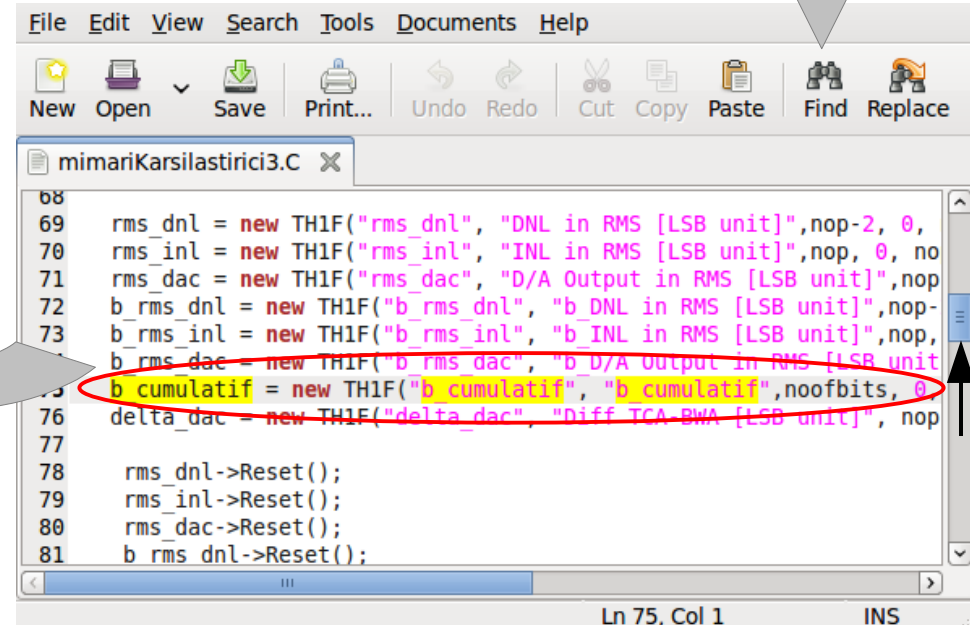 File Edit View Search Tools Documents Help
New Open Save Print... Undo Redo Cut Copy Paste Find Replace
mimariKarsilastirici3.C
68
69 rms_dnl = new TH1F("rms_dnl", "DNL in RMS [LSB unit]",nop-2, 0,
70 rms_inl = new TH1F("rms_inl", "INL in RMS [LSB unit]",nop, 0, no
71 rms_dac = new TH1F("rms_dac", "D/A Output in RMS [LSB unit]",nop
72 b_rms_dnl = new TH1F("b_rms_dnl", "b_DNL in RMS [LSB unit]",nop-
73 b_rms_inl = new TH1F("b_rms_inl", "b_INL in RMS [LSB unit]",nop,
b_rms_dac = new TH1F("b_rms_dac", "b_D/A Output in RMS [LSB unit
75 b_cumulatif = new TH1F("b_cumulatif", "b_cumulatif",noofbits, 0,
76 delta_dac = new TH1F("delta_dac", "Diff TCA-BWA [LSB unit]", nop
77
78 rms_dnl->Reset();
79 rms_inl->Reset();
80 rms_dac->Reset();
81 b_rms_dnl->Reset();
Ln 75, Col 1 INS